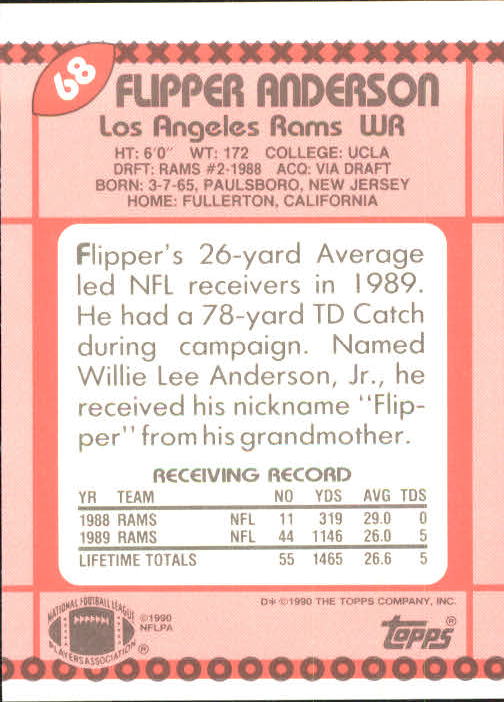 68
FLIPPER ANDERSON
Los Angeles Rams WR
HT: 6'0" WT: 172 COLLEGE: UCLA
DRFT: RAMS #2-1988 ACQ: VIA DRAFT
BORN: 3-7-65, PAULSBORO, NEW JERSEY
HOME: FULLERTON, CALIFORNIA
Flipper's 26-yard Average
led NFL receivers in 1989.
He had a 78-yard TD Catch
during campaign. Named
Willie Lee Anderson, Jr., he
received his nickname "Flip-
per" from his grandmother.
RECEIVING RECORD
YR TEAM NO YDS AVG TDS
1988 RAMS NFL 11 319 29.0 0
1989 RAMS NFL 44 1146 26.0 5
LIFETIME TOTALS 55 1465 26.6 5
D* ©1990 THE TOPPS COMPANY, INC.
NATIONAL FOOTBALL LEAGUE
PLAYERS ASSOCIATION ®
©1990
NFLPA
topps ®